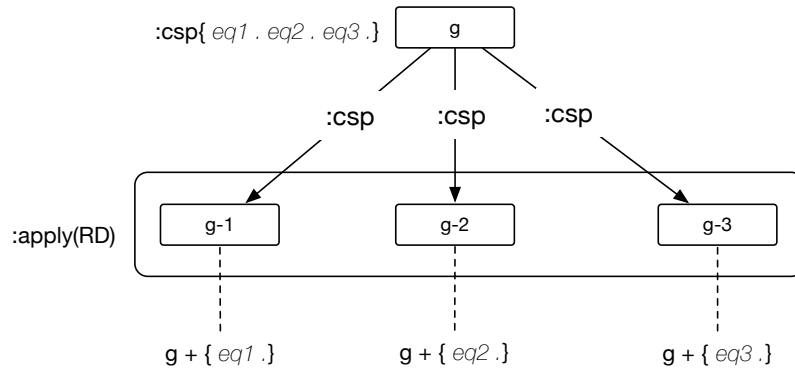 :csp{ eq1 . eq2 . eq3 .} g
:csp :csp :csp
g-1 g-2 g-3
:apply(RD)
g + { eq1 .} g + { eq2 .} g + { eq3 .}